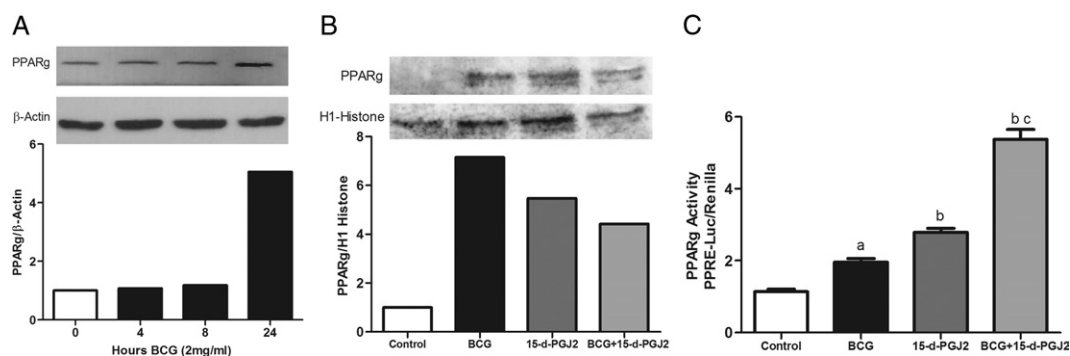 A
PPARg
β-Actin
PPARg/β-Actin
6
4
2
0
0 4 8 24
Hours BCG (2mg/ml)
B
PPARg
H1-Histone
PPARg/H1 Histone
8
6
4
2
0
Control BCG 15-d-PGJ2 BCG+15-d-PGJ2
C
PPARg Activity
PPRE-Luc/Renilla
6
4
2
0
a
b
b c
Control BCG 15-d-PGJ2 BCG+15-d-PGJ2